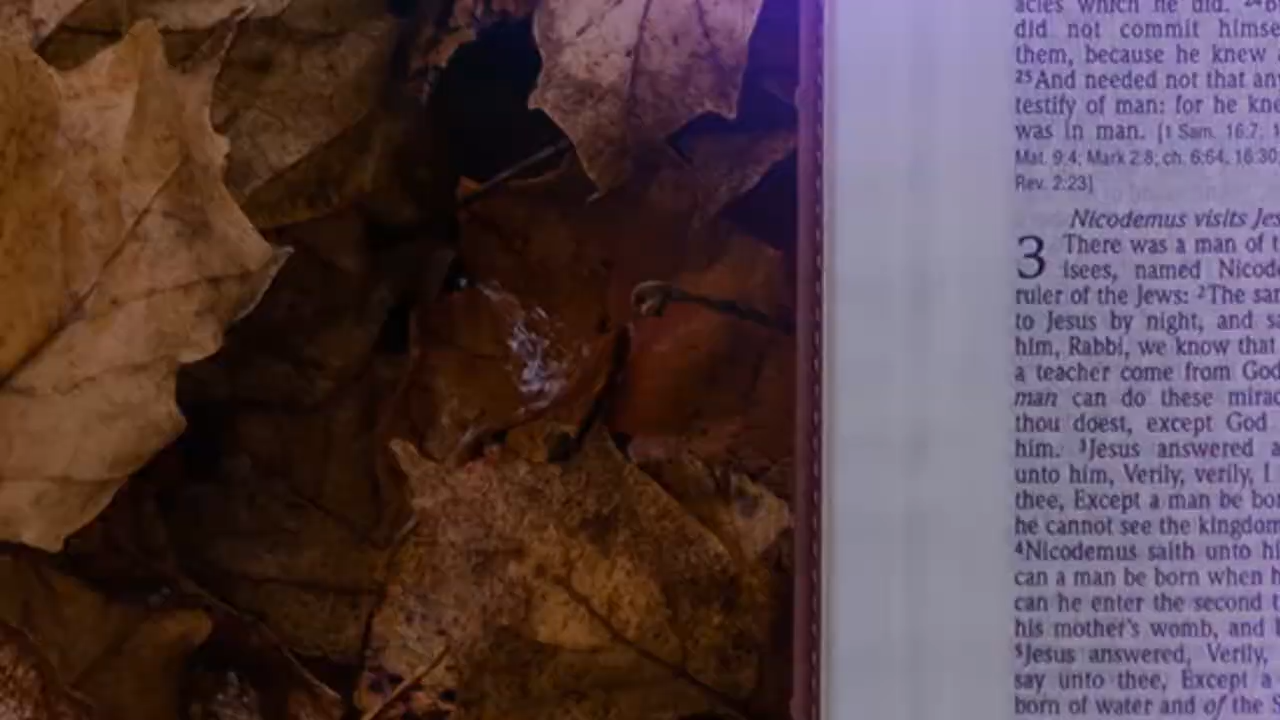 acles which he did. 24B
did not commit himse
them, because he knew a
25And needed not that any
testify of man: for he kno
was in man. [1 Sam. 16:7; 1
Mat. 9:4; Mark 2:8; ch. 6:64, 16:30;
Rev. 2:23]
Nicodemus visits Jes
3 There was a man of t
isees, named Nicode
ruler of the Jews: 2The sam
to Jesus by night, and sa
him, Rabbi, we know that
a teacher come from God
man can do these mirac
thou doest, except God
him. 3Jesus answered a
unto him, Verily, verily, I
thee, Except a man be bor
he cannot see the kingdom
4Nicodemus saith unto hi
can a man be born when h
can he enter the second t
his mother's womb, and b
5Jesus answered, Verily,
say unto thee, Except a
born of water and of the S